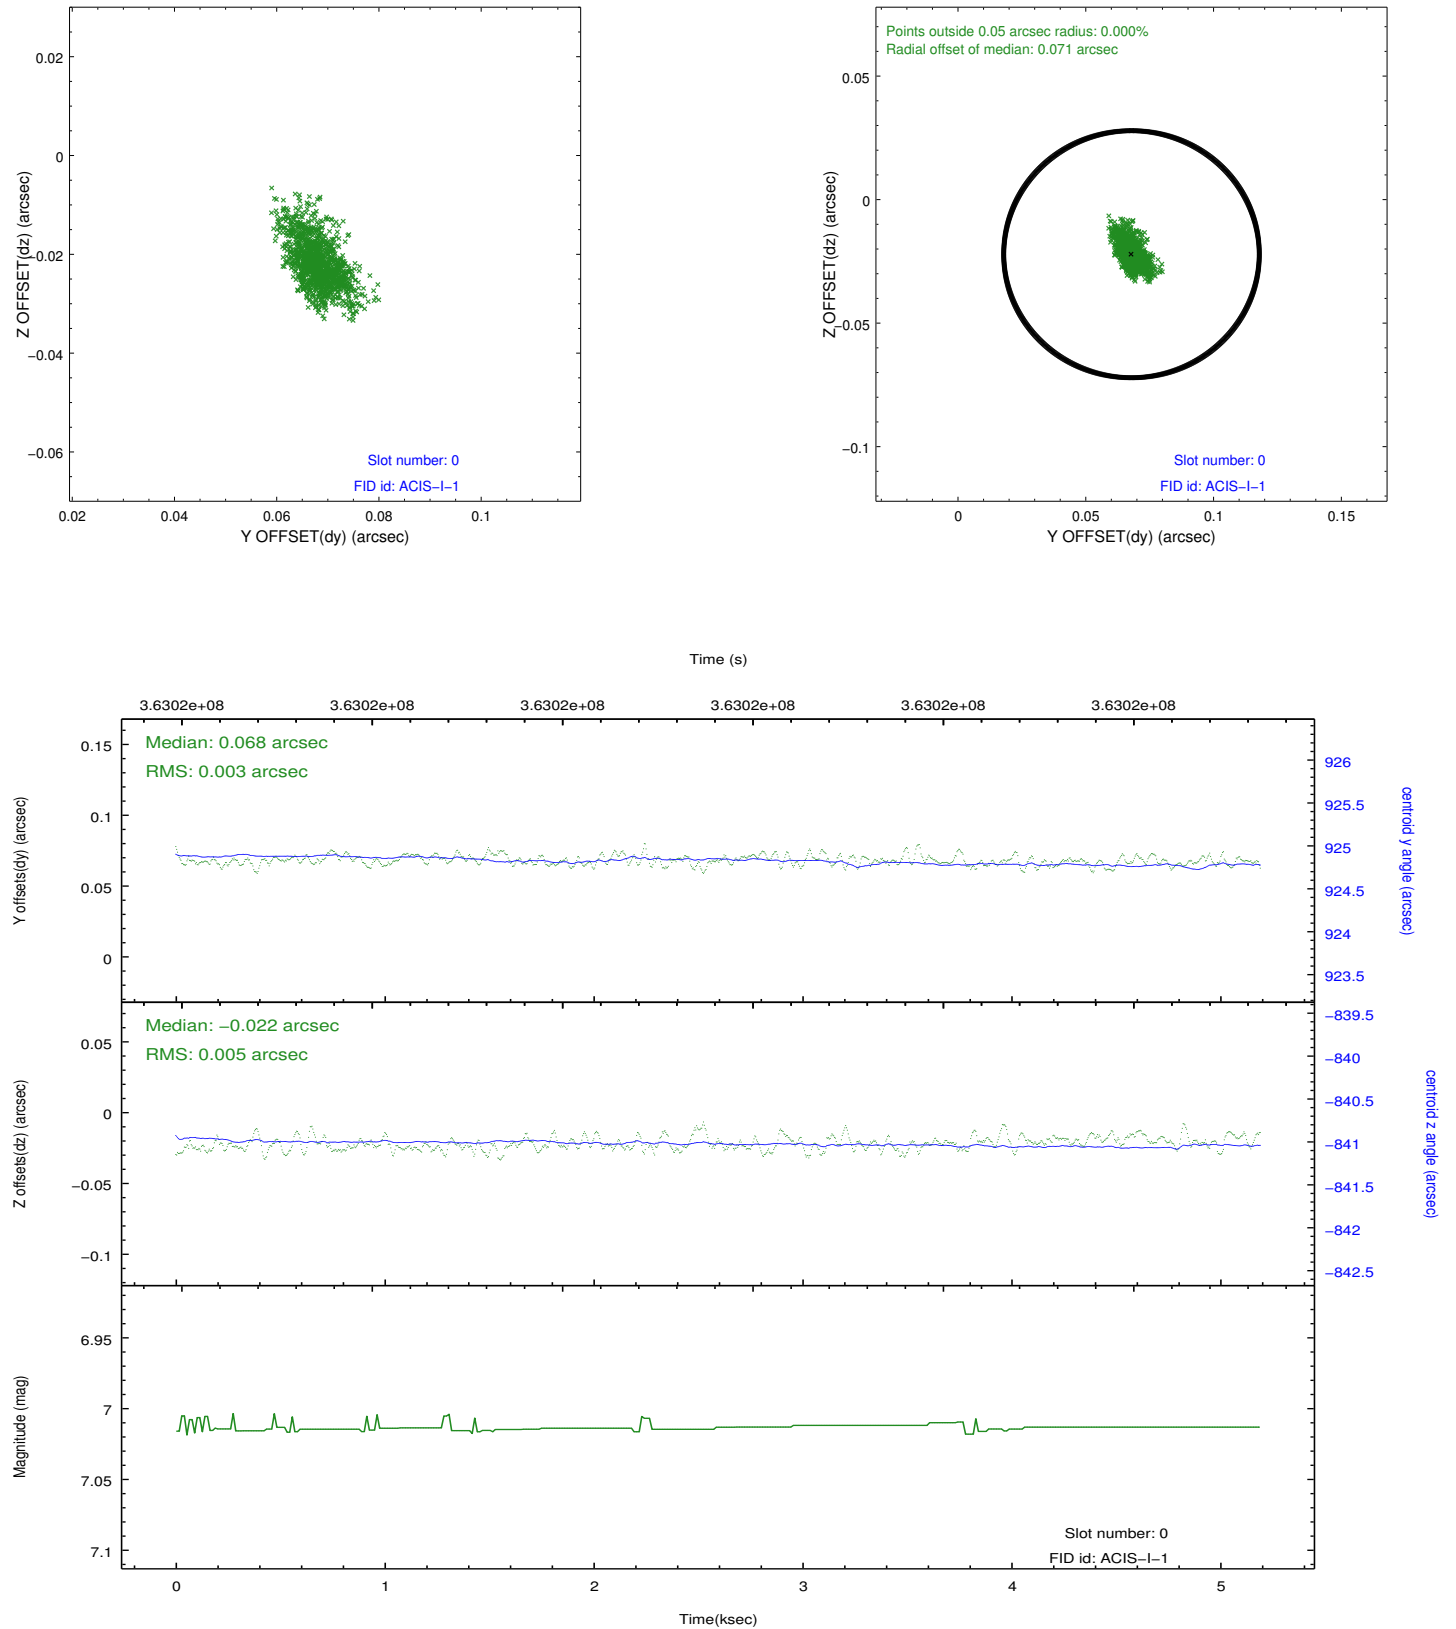 0.02
0
−0.02
−0.04
−0.06
Z OFFSET(dz) (arcsec)
Slot number: 0
FID id: ACIS−I−1
0.02 0.04 0.06 0.08 0.1
Y OFFSET(dy) (arcsec)
Points outside 0.05 arcsec radius: 0.000%
Radial offset of median: 0.071 arcsec
0.05
0
−0.05
−0.1
Z OFFSET(dz) (arcsec)
Slot number: 0
FID id: ACIS−I−1
0 0.05 0.1 0.15
Y OFFSET(dy) (arcsec)
Time (s)
3.6302e+08 3.6302e+08 3.6302e+08 3.6302e+08 3.6302e+08 3.6302e+08
Median: 0.068 arcsec
RMS: 0.003 arcsec
0.15
0.1
0.05
0
Y offsets(dy) (arcsec)
926
925.5
925
924.5
924
923.5
centroid y angle (arcsec)
Median: −0.022 arcsec
RMS: 0.005 arcsec
0.05
0
−0.05
−0.1
Z offsets(dz) (arcsec)
−839.5
−840
−840.5
−841
−841.5
−842
−842.5
centroid z angle (arcsec)
6.95
7
7.05
7.1
Magnitude (mag)
Slot number: 0
FID id: ACIS−I−1
0 1 2 3 4 5
Time(ksec)